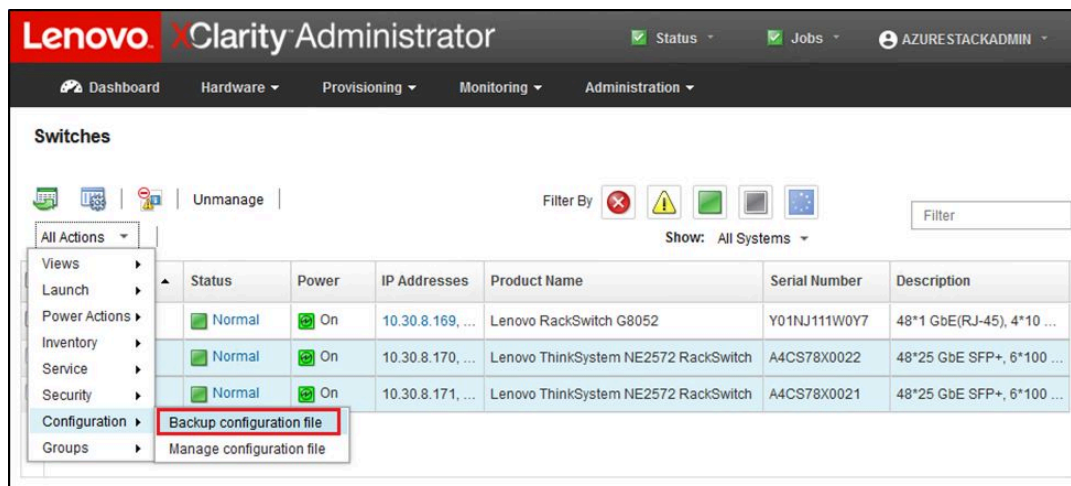 Lenovo. XClarity Administrator
Status
Jobs
AZURESTACKADMIN
Dashboard
Hardware
Provisioning
Monitoring
Administration
Switches
Unmanage
Filter By
Filter
All Actions
Show: All Systems
Views
Launch
Power Actions
Inventory
Service
Security
Configuration
Groups
Backup configuration file
Manage configuration file
Status Power IP Addresses Product Name Serial Number Description
Normal On 10.30.8.169, ... Lenovo RackSwitch G8052 Y01NJ111W0Y7 48*1 GbE(RJ-45), 4*10 ...
Normal On 10.30.8.170, ... Lenovo ThinkSystem NE2572 RackSwitch A4CS78X0022 48*25 GbE SFP+, 6*100 ...
Normal On 10.30.8.171, ... Lenovo ThinkSystem NE2572 RackSwitch A4CS78X0021 48*25 GbE SFP+, 6*100 ...